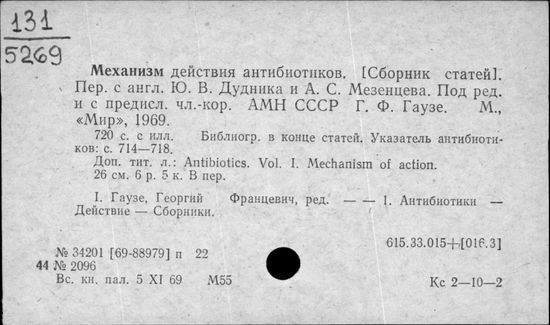 131
5269
Механизм действия антибиотиков. [Сборник статей].
Пер. с англ. Ю. В. Дудника и А. С. Мезенцева. Под ред.
и с предисл. чл.-кор. АМН СССР Г. Ф. Гаузе. М.,
«Мир», 1969.
720 с. с илл. Библиогр. в конце статей. Указатель антибиоти-
ков: с. 714—718.
Доп. тит. л.: Antibiotics. Vol. I. Mechanism of action.
26 см. 6 р. 5 к. В пер.
I. Гаузе, Георгий Францевич, ред. — — 1. Антибиотики —
Действие — Сборники.
615.33.015+[016.3]
№ 34201 [69-88979] п 22
44 № 2096
Вс. кн. пал. 5 XI 69 М55
Кс 2—10—2